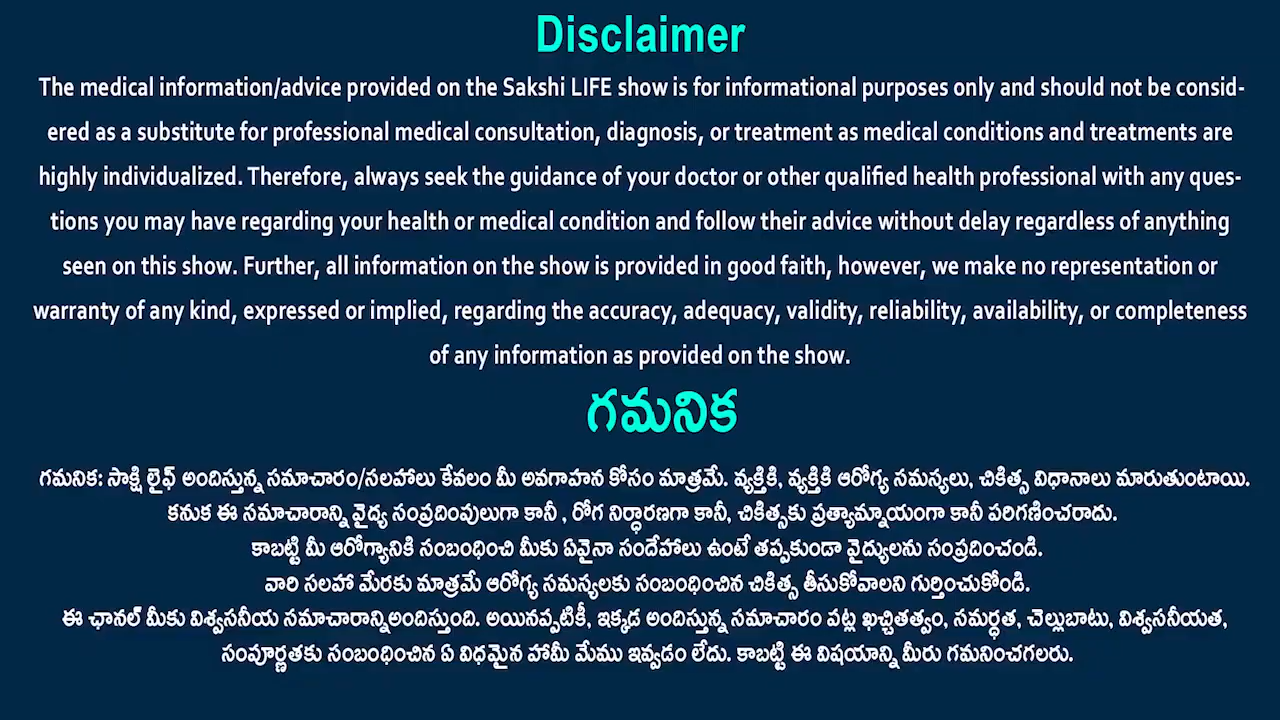 Disclaimer
The medical information/advice provided on the Sakshi LIFE show is for informational purposes only and should not be consid-
ered as a substitute for professional medical consultation, diagnosis, or treatment as medical conditions and treatments are
highly individualized. Therefore, always seek the guidance of your doctor or other qualified health professional with any ques-
tions you may have regarding your health or medical condition and follow their advice without delay regardless of anything
seen on this show. Further, all information on the show is provided in good faith, however, we make no representation or
warranty of any kind, expressed or implied, regarding the accuracy, adequacy, validity, reliability, availability, or completeness
of any information as provided on the show.
గమనిక
గమనిక: సాక్షి లైఫ్ అందిస్తున్న సమాచారం/సలహాలు కేవలం మీ అవగాహన కోసం మాత్రమే. వ్యక్తికి, వ్యక్తికి ఆరోగ్య సమస్యలు, చికిత్స విధానాలు మారుతుంటాయి.
కనుక ఈ సమాచారాన్ని వైద్య సంప్రదింపులుగా కానీ , రోగ నిర్ధారణగా కానీ, చికిత్సకు ప్రత్యామ్నాయంగా కానీ పరిగణించరాదు.
కాబట్టి మీ ఆరోగ్యానికి సంబంధించి మీకు ఏవైనా సందేహాలు ఉంటే తప్పకుండా వైద్యులను సంప్రదించండి.
వారి సలహా మేరకు మాత్రమే ఆరోగ్య సమస్యలకు సంబంధించిన చికిత్స తీసుకోవాలని గుర్తించుకోండి.
ఈ ఛానల్ మీకు విశ్వసనీయ సమాచారాన్నిఅందిస్తుంది. అయినప్పటికీ, ఇక్కడ అందిస్తున్న సమాచారం పట్ల ఖచ్చితత్వం, సమర్ధత, చెల్లుబాటు, విశ్వసనీయత,
సంపూర్ణతకు సంబంధించిన ఏ విధమైన హామీ మేము ఇవ్వడం లేదు. కాబట్టి ఈ విషయాన్ని మీరు గమనించగలరు.